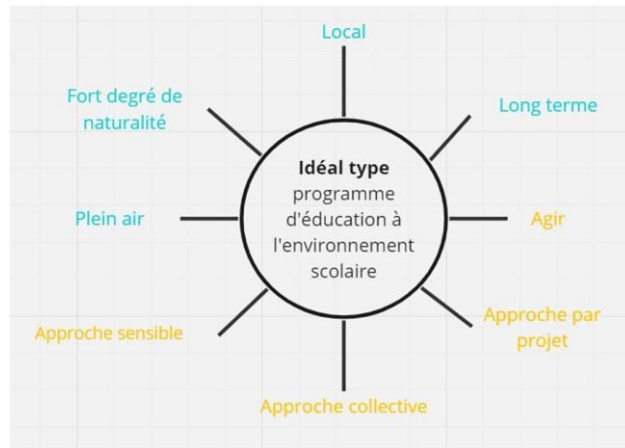 Local
Fort degré de
naturalité
Long terme
Idéal type
programme
d'éducation à
l'environnement
scolaire
Plein air
Agir
Approche sensible
Approche par
projet
Approche collective